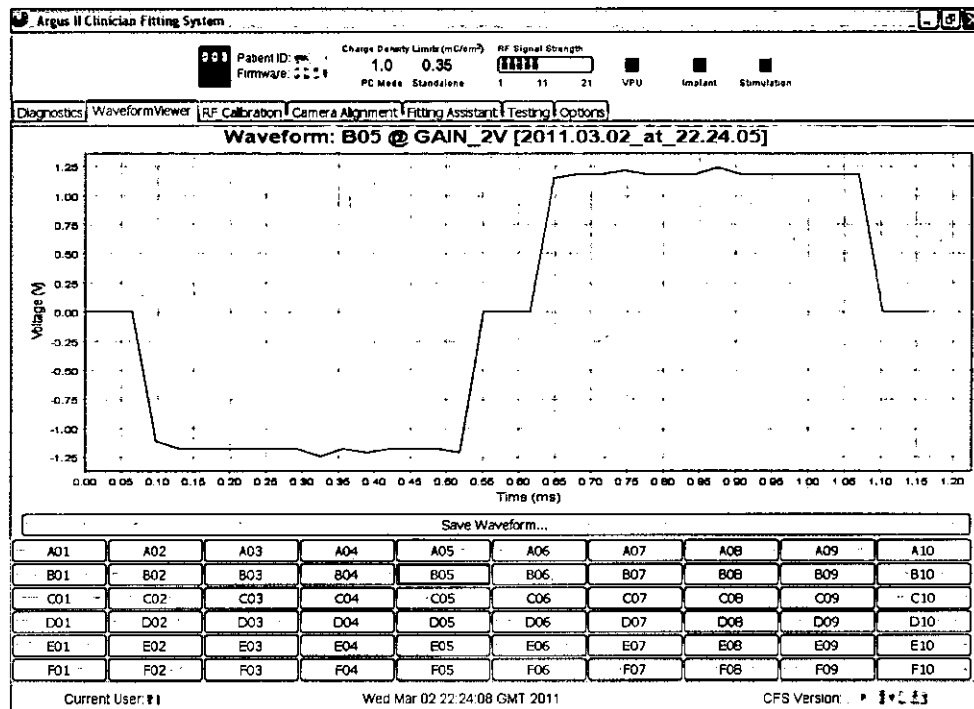 Argus II Clinician Fitting System
Patient ID:
Firmware:
Charge Density Limits (mC/cm²)
1.0 0.35
PC Mode Standalone
RF Signal Strength
1 11 21
VPU Implant Stimulation
Diagnostics WaveformViewer RF Calibration Camera Alignment Fitting Assistant Testing Options
Waveform: B05 @ GAIN_2V [2011.03.02_at_22.24.05]
1.25
1.00
0.75
0.50
0.25
0.00
-0.25
-0.50
-0.75
-1.00
-1.25
Voltage (V)
0.00 0.05 0.10 0.15 0.20 0.25 0.30 0.35 0.40 0.45 0.50 0.55 0.60 0.65 0.70 0.75 0.80 0.85 0.90 0.95 1.00 1.05 1.10 1.15 1.20
Time (ms)
Save Waveform...
A01 A02 A03 A04 A05 A06 A07 A08 A09 A10
B01 B02 B03 B04 B05 B06 B07 B08 B09 B10
C01 C02 C03 C04 C05 C06 C07 C08 C09 C10
D01 D02 D03 D04 D05 D06 D07 D08 D09 D10
E01 E02 E03 E04 E05 E06 E07 E08 E09 E10
F01 F02 F03 F04 F05 F06 F07 F08 F09 F10
Current User:
Wed Mar 02 22:24:08 GMT 2011
CFS Version: